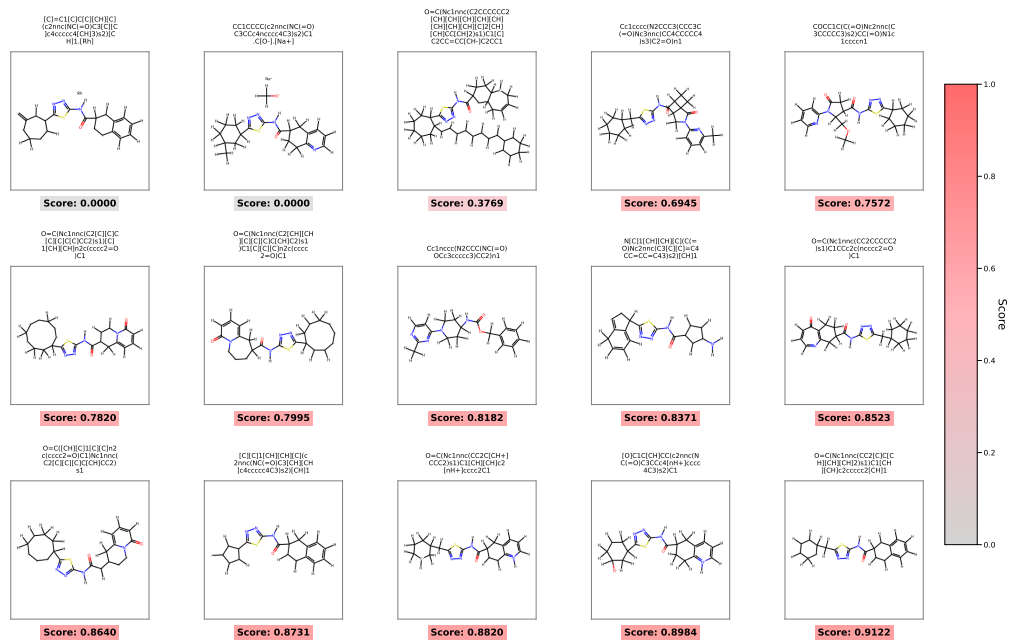 [C]=C1[C]C[C][CH][C]
(c2nnc(NC(=O)C3[C][C
]c4ccccc4[CH]3)s2)[C
H]1.[Rh]
CC1CCCC(c2nnc(NC(=O)
C3CCc4ncccc4C3)s2)C1
.C[O-].[Na+]
O=C(Nc1nnc(C2CCCCCC2
[CH][CH][CH][CH][CH]
[CH][CH][CH][C]2[CH]
[CH]CC[CH]2)s1)C1[C]
C2CC=CC[CH-]C2CC1
Cc1cccc(N2CCC3(CCC3C
(=O)Nc3nnc(CC4CCCCC4
)s3)C2=O)n1
COCC1C(C(=O)Nc2nnc(C
3CCCCC3)s2)CC(=O)N1c
1ccccn1
Score: 0.0000
Score: 0.0000
Score: 0.3769
Score: 0.6945
Score: 0.7572
O=C(Nc1nnc(C2[C][C]C
[C][C][C]CC2)s1)[C]
1[CH][CH]n2c(cccc2=O
)C1
O=C(Nc1nnc(C2[CH][CH
][C][C][C]C[CH]C2)s1
)C1[C][C][C]n2c(cccc
2=O)C1
Cc1nccc(N2CCC(NC(=O)
OCc3ccccc3)CC2)n1
N[C]1[CH][CH][C](C(=
O)Nc2nnc(C3[C][C]=C4
CC=CC=C43)s2)[CH]1
O=C(Nc1nnc(CC2CCCCC2
)s1)C1CCc2c(ncccc2=O
)C1
Score: 0.7820
Score: 0.7995
Score: 0.8182
Score: 0.8371
Score: 0.8523
O=C([CH][C]1[C][C]n2
c(cccc2=O)C1)Nc1nnc(
C2[C][C][C]C[CH]CC2)
s1
[C][C]1[CH][CH][C](c
2nnc(NC(=O)C3[CH][CH
]c4ccccc4C3)s2)[CH]1
O=C(Nc1nnc(CC2C[CH+]
CCC2)s1)C1[CH][CH]c2
[nH+]cccc2C1
[O]C1C[CH]CC(c2nnc(N
C(=O)C3CCc4[nH+]cccc
4C3)s2)C1
O=C(Nc1nnc(CC2[C]C[C
H][CH][CH]2)s1)C1[CH
][CH]c2ccccc2[CH]1
Score: 0.8640
Score: 0.8731
Score: 0.8820
Score: 0.8984
Score: 0.9122
1.0
0.8
0.6
0.4
0.2
0.0
Score